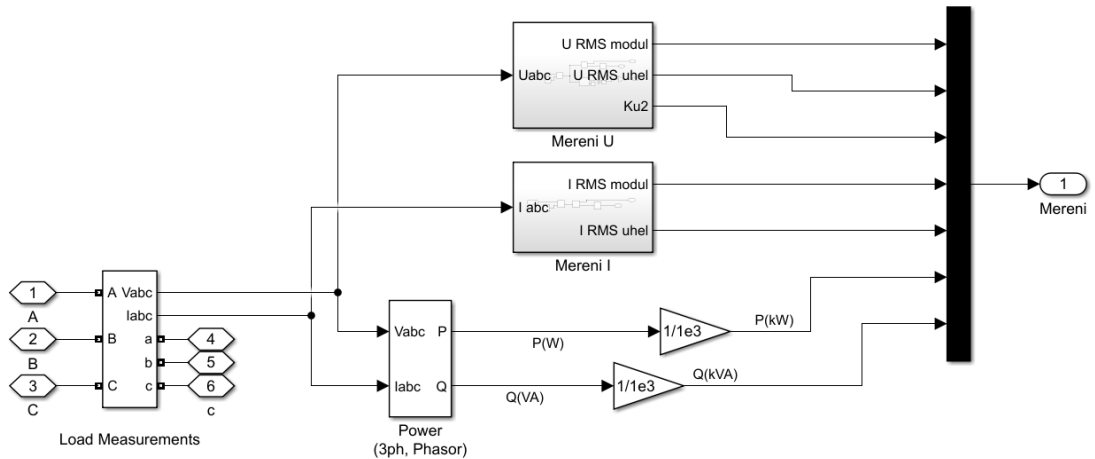 U RMS modul
Uabc
U RMS uhel
Ku2
Mereni U
I RMS modul
I abc
I RMS uhel
Mereni I
1
Mereni
1
A
2
B
3
C
A
Vabc
Iabc
B
a
b
C
c
4
5
6
c
Load Measurements
Vabc
P
Iabc
Q
Power
(3ph, Phasor)
P(W)
1/1e3
P(kW)
Q(VA)
1/1e3
Q(kVA)